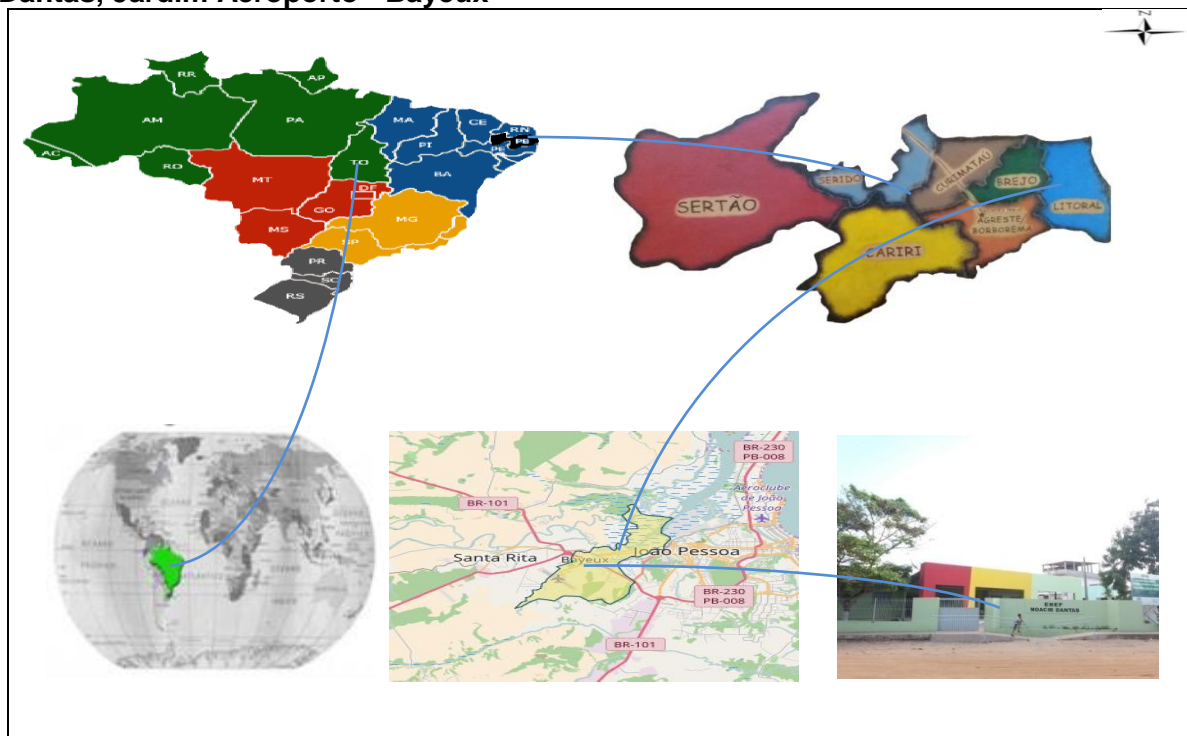 Dantas, Jardim Aeroporto - Bayeux
N
RR
AP
AM
PA
MA
CE
RN
PB
PE
PI
AC
RO
TO
BA
MT
DF
GO
MG
MS
SP
PR
SC
RS
SERTÃO
SERIDO
CURIMATAÚ
BREJO
LITORAL
AGRESTE/
BORBOREMA
CARIRI
BR-230
PB-008
Aeroclube
de João
Pessoa
BR-101
Santa Rita
Bayeux
João Pessoa
BR-230
PB-008
BR-101
EMEF
MOACIR DANTAS